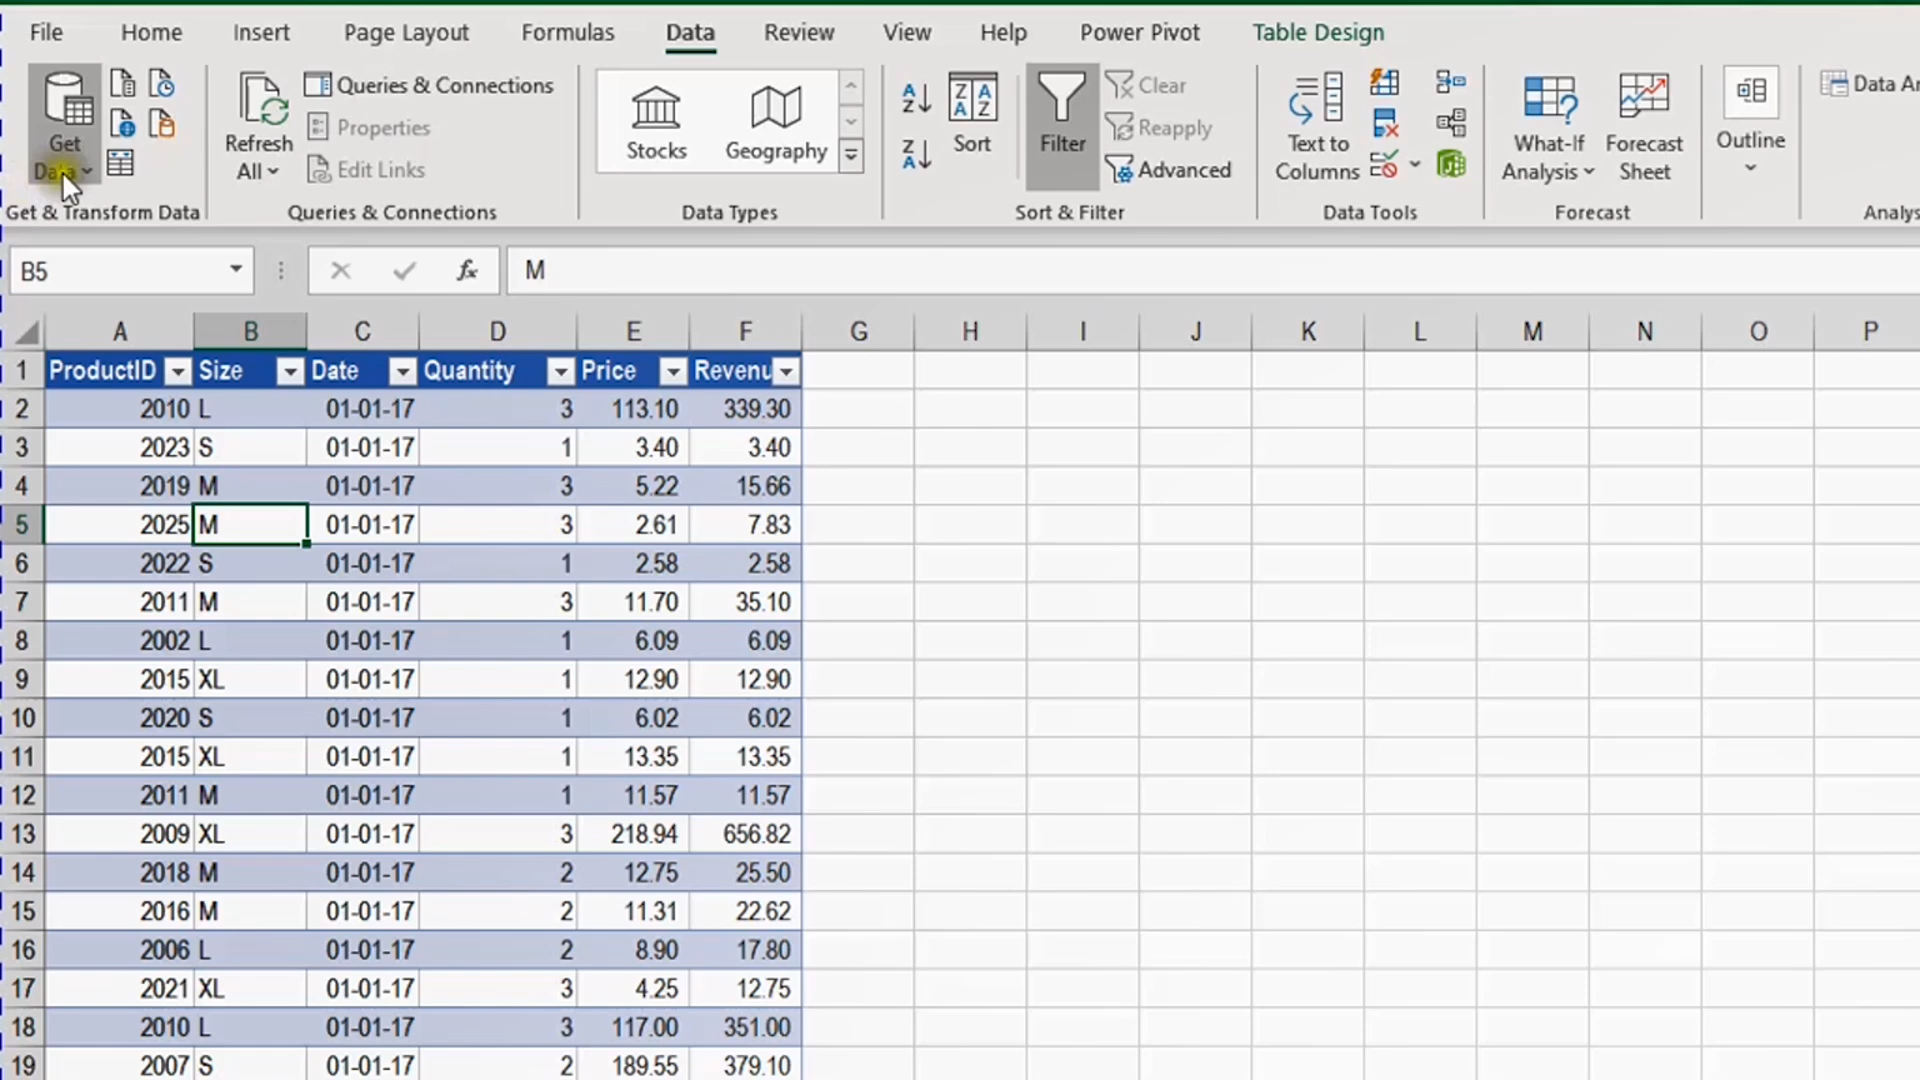 File Home Insert Page Layout Formulas Data Review View Help Power Pivot Table Design
Get Data
Refresh All
Queries & Connections
Properties
Edit Links
Stocks Geography
Sort
Filter
Clear
Reapply
Advanced
Text to Columns
What-If Analysis
Forecast Sheet
Outline
Get & Transform Data Queries & Connections Data Types Sort & Filter Data Tools Forecast
B5 fx M
A B C D E F G H I J K L M N O P
1 ProductID Size Date Quantity Price Revenu
2 2010 L 01-01-17 3 113.10 339.30
3 2023 S 01-01-17 1 3.40 3.40
4 2019 M 01-01-17 3 5.22 15.66
5 2025 M 01-01-17 3 2.61 7.83
6 2022 S 01-01-17 1 2.58 2.58
7 2011 M 01-01-17 3 11.70 35.10
8 2002 L 01-01-17 1 6.09 6.09
9 2015 XL 01-01-17 1 12.90 12.90
10 2020 S 01-01-17 1 6.02 6.02
11 2015 XL 01-01-17 1 13.35 13.35
12 2011 M 01-01-17 1 11.57 11.57
13 2009 XL 01-01-17 3 218.94 656.82
14 2018 M 01-01-17 2 12.75 25.50
15 2016 M 01-01-17 2 11.31 22.62
16 2006 L 01-01-17 2 8.90 17.80
17 2021 XL 01-01-17 3 4.25 12.75
18 2010 L 01-01-17 3 117.00 351.00
19 2007 S 01-01-17 2 189.55 379.10